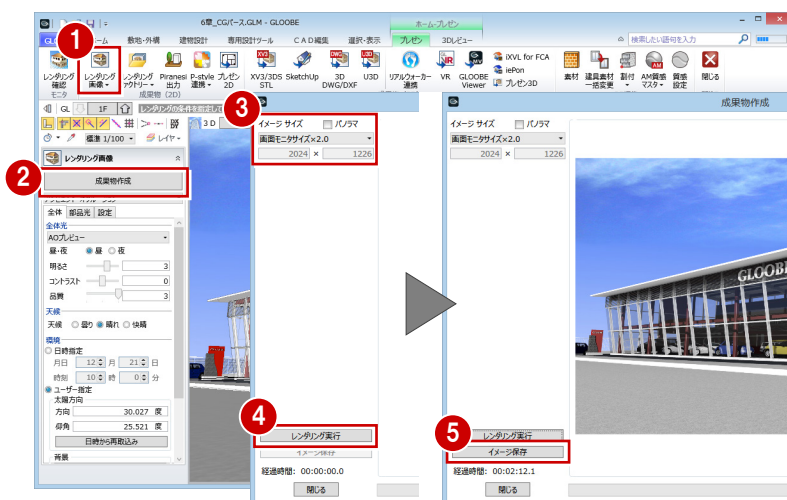 6章_CGパース.GLM - GLOOBE
ホーム-プレゼン
ホーム 敷地・外構 建物設計 専用設計ツール CAD編集 選択・表示 プレゼン 3Dレビュー 検索したい語句を入力
1
レンダリング確認 レンダリング画像 レンダリングファクトリー Piranesi出力 P-style連携 プレゼン2D XV3/3DS STL SketchUp 3D DWG/DXF U3D リアルウォーカー連携 VR GLOOBE Viewer
iXVL for FCA
iePon
プレゼン3D
素材 建具素材一括変更 割付 AM質感マスタ 質感設定 閉じる
モニタ 成果物 (2D)
GL 1F レンダリングの条件を指定して
3D
標準 1/100 レイヤ
レンダリング画像
2
成果物作成
全体 部品光 設定
全体光
AOプレビュー
昼・夜 昼 夜
明るさ 3
コントラスト 0
品質 3
天候
天候 曇り 晴れ 快晴
環境
日時指定
月日 12 月 21 日
時刻 10 時 0 分
ユーザー指定
太陽方向
方向 30.027 度
仰角 25.521 度
日時から再取込み
背景
3
イメージ サイズ パノラマ
画面モニタサイズ×2.0
2024 × 1226
4
レンダリング実行
イメージ保存
経過時間: 00:00:00.0
閉じる
成果物作成
イメージ サイズ パノラマ
画面モニタサイズ×2.0
2024 × 1226
GLOOBE
5
レンダリング実行
イメージ保存
経過時間: 00:02:12.1
閉じる